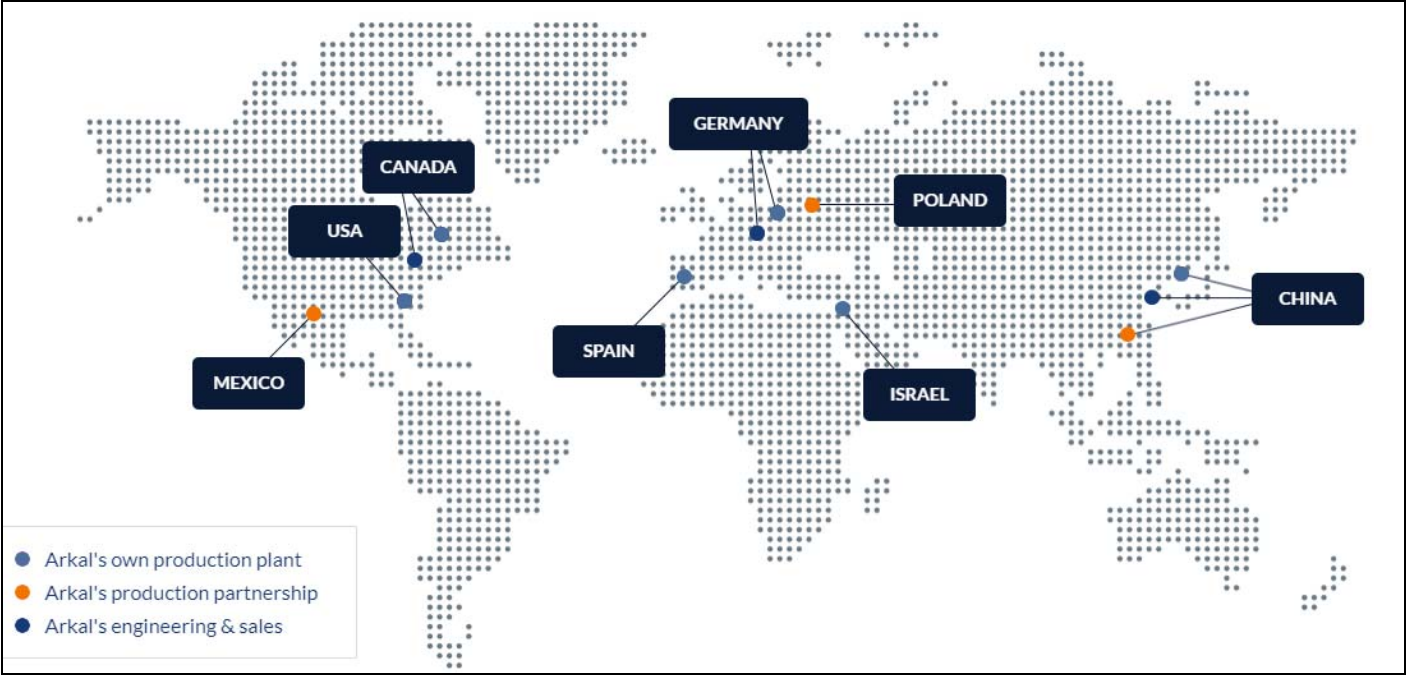 GERMANY
CANADA
POLAND
USA
CHINA
SPAIN
MEXICO
ISRAEL
Arkal's own production plant
Arkal's production partnership
Arkal's engineering & sales